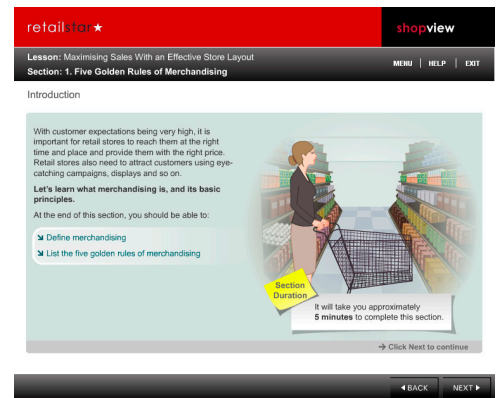 retailstar★
shopview
Lesson: Maximising Sales With an Effective Store Layout
Section: 1. Five Golden Rules of Merchandising
MENU | HELP | EXIT
Introduction
With customer expectations being very high, it is
important for retail stores to reach them at the right
time and place and provide them with the right price.
Retail stores also need to attract customers using eye-
catching campaigns, displays and so on.
Let's learn what merchandising is, and its basic
principles.
At the end of this section, you should be able to:
Define merchandising
List the five golden rules of merchandising
Section
Duration
It will take you approximately
5 minutes to complete this section.
→ Click Next to continue
◀ BACK
NEXT ▶